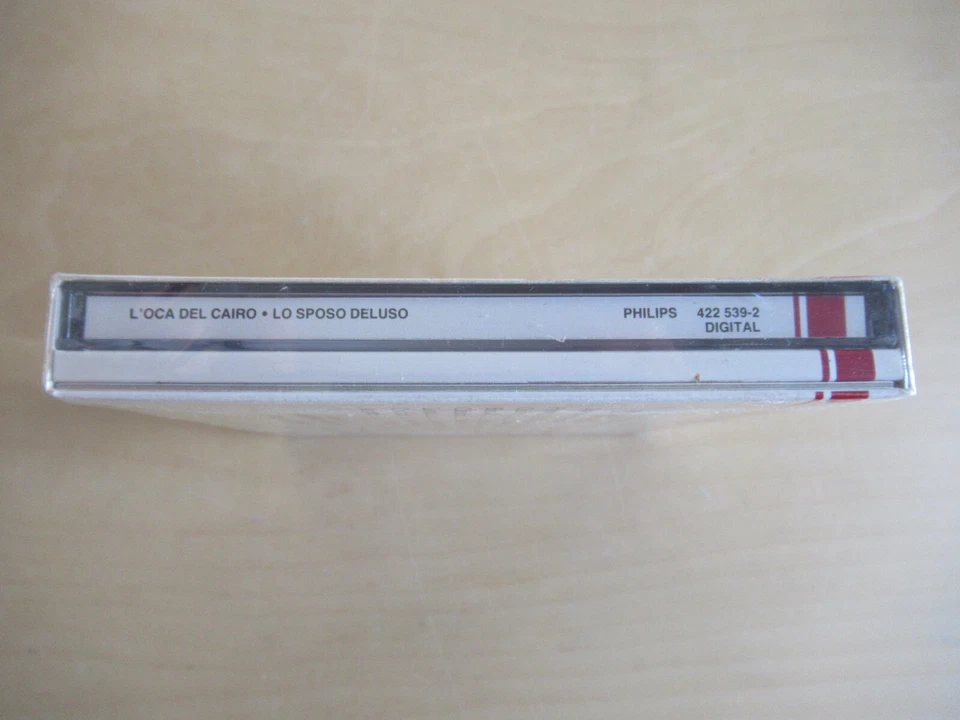 L'OCA DEL CAIRO • LO SPOSO DELUSO PHILIPS 422 539-2
DIGITAL